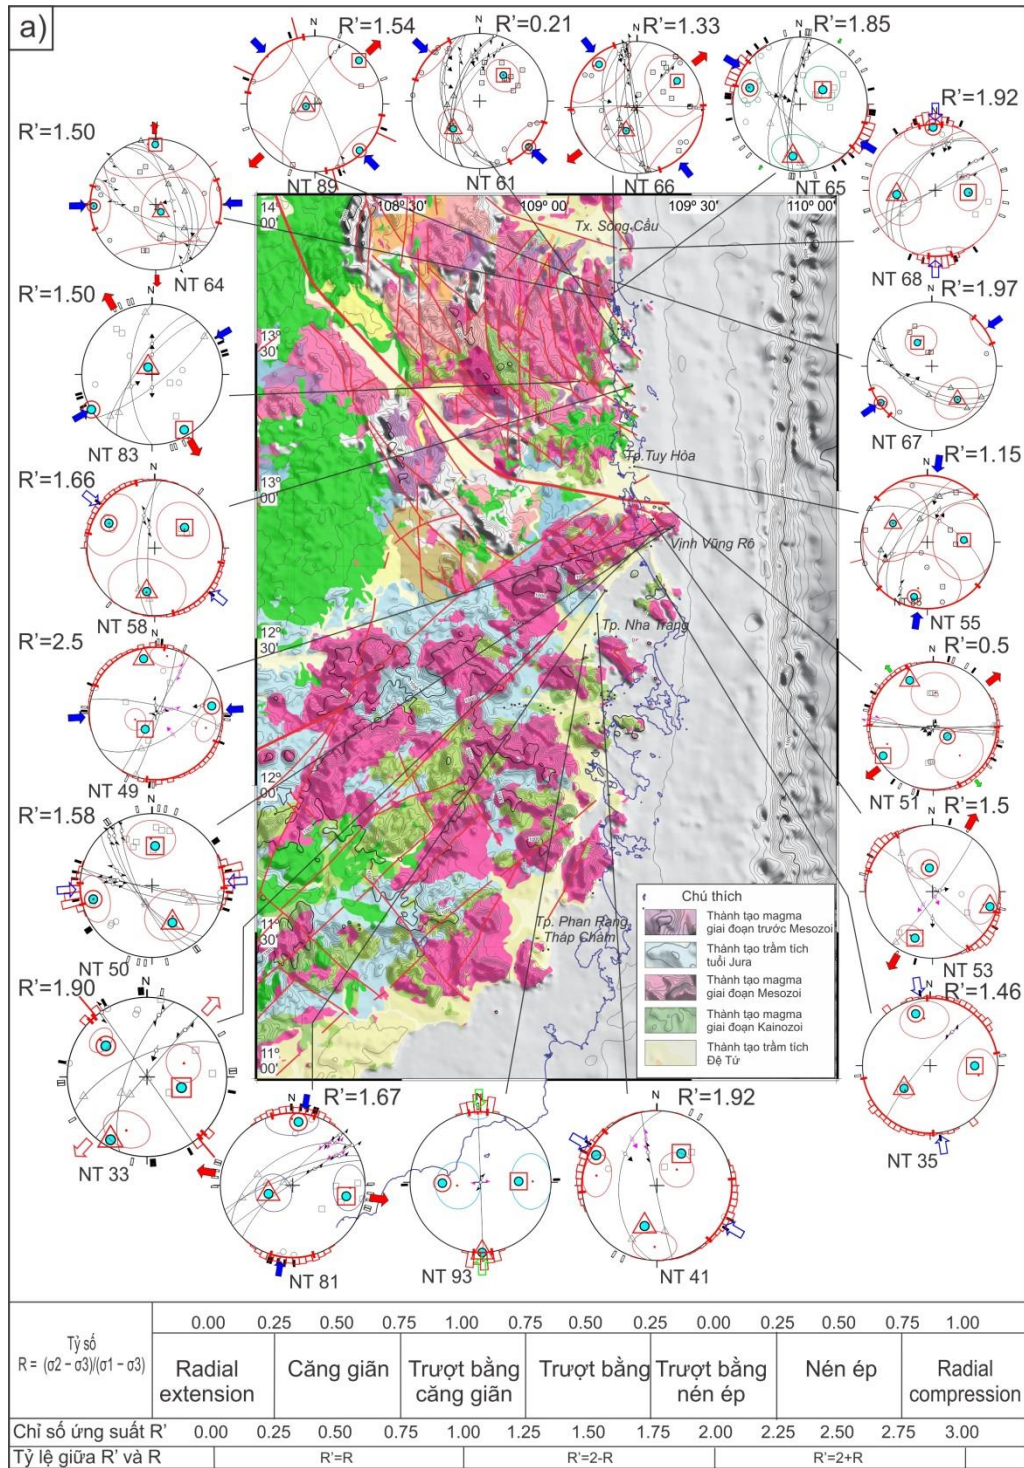 a)
R'=1.54
NT 89
R'=0.21
NT 61
R'=1.33
NT 66
R'=1.85
NT 65
R'=1.92
NT 68
R'=1.50
NT 64
R'=1.50
NT 83
R'=1.97
NT 67
R'=1.66
NT 58
R'=1.15
NT 55
R'=2.5
NT 49
R'=0.5
NT 51
R'=1.58
NT 50
R'=1.5
NT 53
R'=1.90
NT 33
R'=1.46
NT 35
R'=1.67
NT 81
NT 93
R'=1.92
NT 41
108º 30'
109º 00'
109º 30'
110º 00'
14 00'
13º 30'
13º 00'
12º 30'
12º 00'
11º 30'
11º 00'
Tx. Sông Cầu
Tp.Tuy Hòa
Vịnh Vũng Rô
Tp. Nha Trang
Tp. Phan Rang
Tháp Chàm
Chú thích
Thành tạo magma
giai đoạn trước Mesozoi
Thành tạo trầm tích
tuổi Jura
Thành tạo magma
giai đoạn Mesozoi
Thành tạo magma
giai đoạn Kainozoi
Thành tạo trầm tích
Đệ Tứ
Tỷ số
R = (σ2 − σ3)/(σ1 − σ3)
0.00 0.25 0.50 0.75 1.00 0.75 0.50 0.25 0.00 0.25 0.50 0.75 1.00
Radial extension
Căng giãn
Trượt bằng căng giãn
Trượt bằng
Trượt bằng nén ép
Nén ép
Radial compression
Chỉ số ứng suất R' 0.00 0.25 0.50 0.75 1.00 1.25 1.50 1.75 2.00 2.25 2.50 2.75 3.00
Tỷ lệ giữa R' và R R'=R R'=2-R R'=2+R